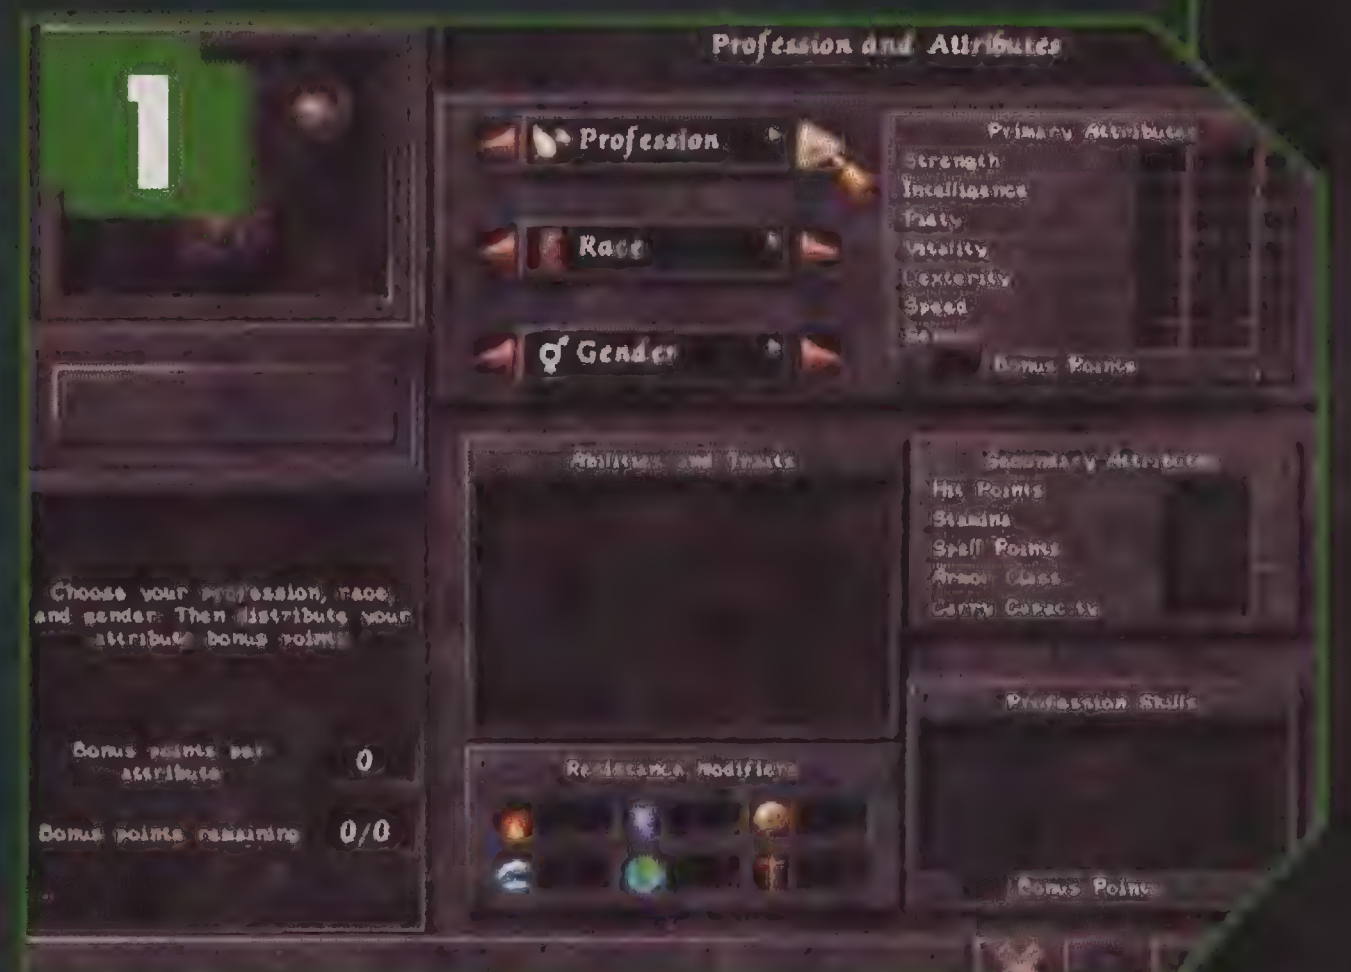 1
Profession and Attributes
Profession
Race
Gender
Primary Attributes
Strength
Intelligence
Piety
Vitality
Dexterity
Speed
Bonus Points
Abilities and Traits
Secondary Attributes
Hit Points
Stamina
Spell Points
Armor Class
Carry Capacity
Choose your profession, race,
and gender. Then distribute your
attribute bonus points.
Bonus points per
attribute
0
Bonus points remaining
0/0
Resistance Modifiers
Profession Skills
Bonus Points